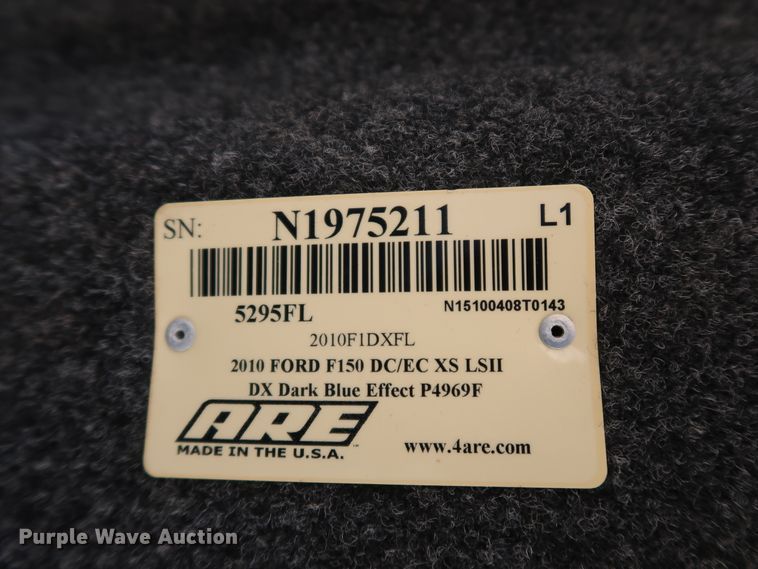 SN: N1975211 L1
5295FL N15100408T0143
2010F1DXFL
2010 FORD F150 DC/EC XS LSII
DX Dark Blue Effect P4969F
ARE
MADE IN THE U.S.A. www.4are.com
Purple Wave Auction